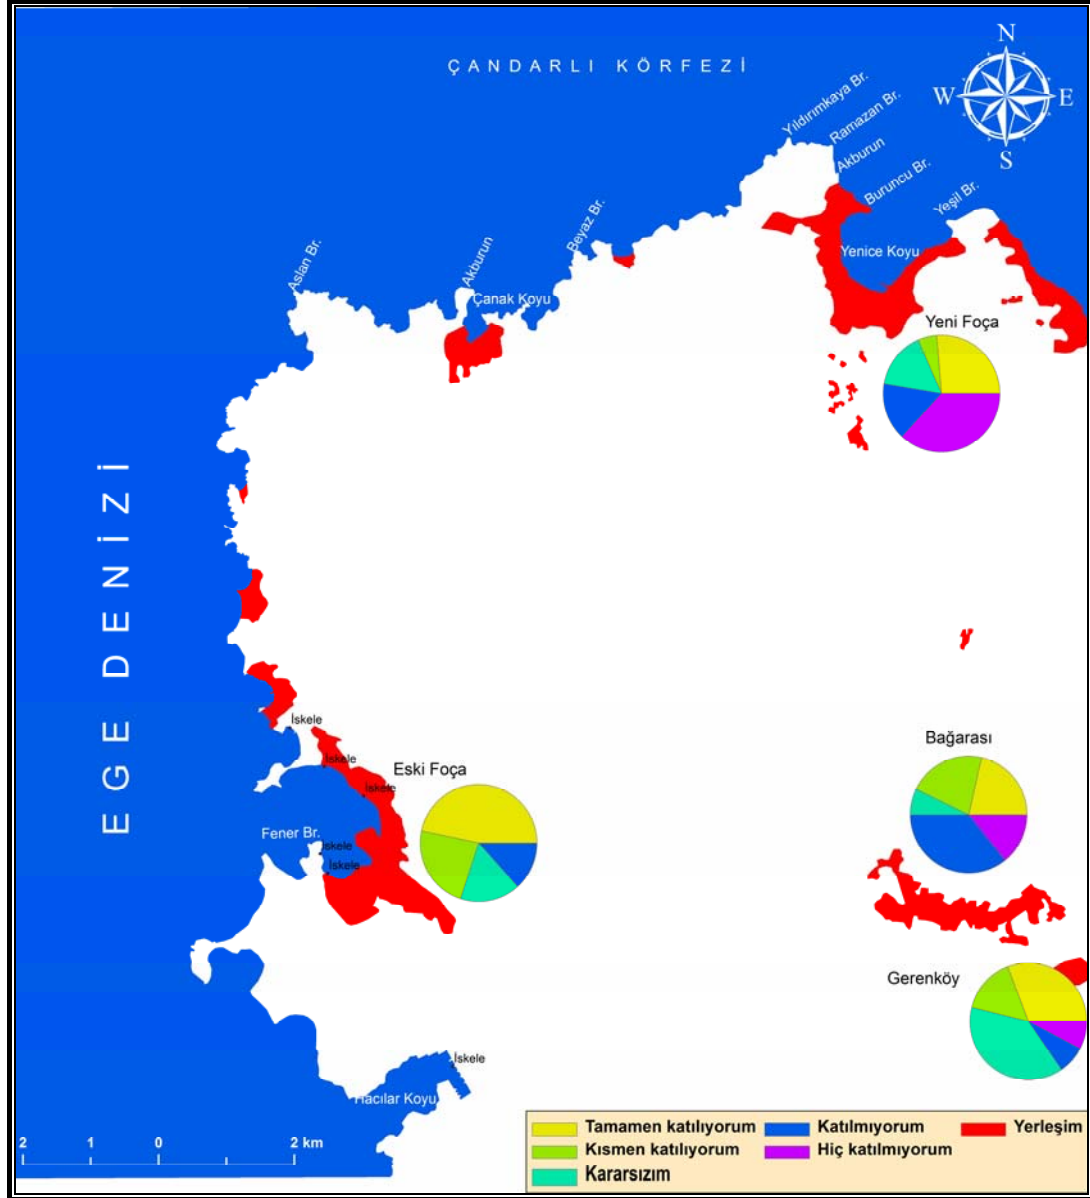 ÇANDARLI KÖRFEZİ
N
W E
S
Yıldırımkaya Br.
Ramazan Br.
Akburun
Buruncu Br.
Yeşil Br.
Yenice Koyu
Beyaz Br.
Akburun
Çanak Koyu
Aslan Br.
Yeni Foça
EGE DENİZİ
İskele
İskele
Eski Foça
İskele
Fener Br.
İskele
İskele
Bağarası
Gerenköy
İskele
Hacılar Koyu
2 1 0 2 km
Tamamen katılıyorum Katılmıyorum Yerleşim
Kısmen katılıyorum Hiç katılmıyorum
Kararsızım